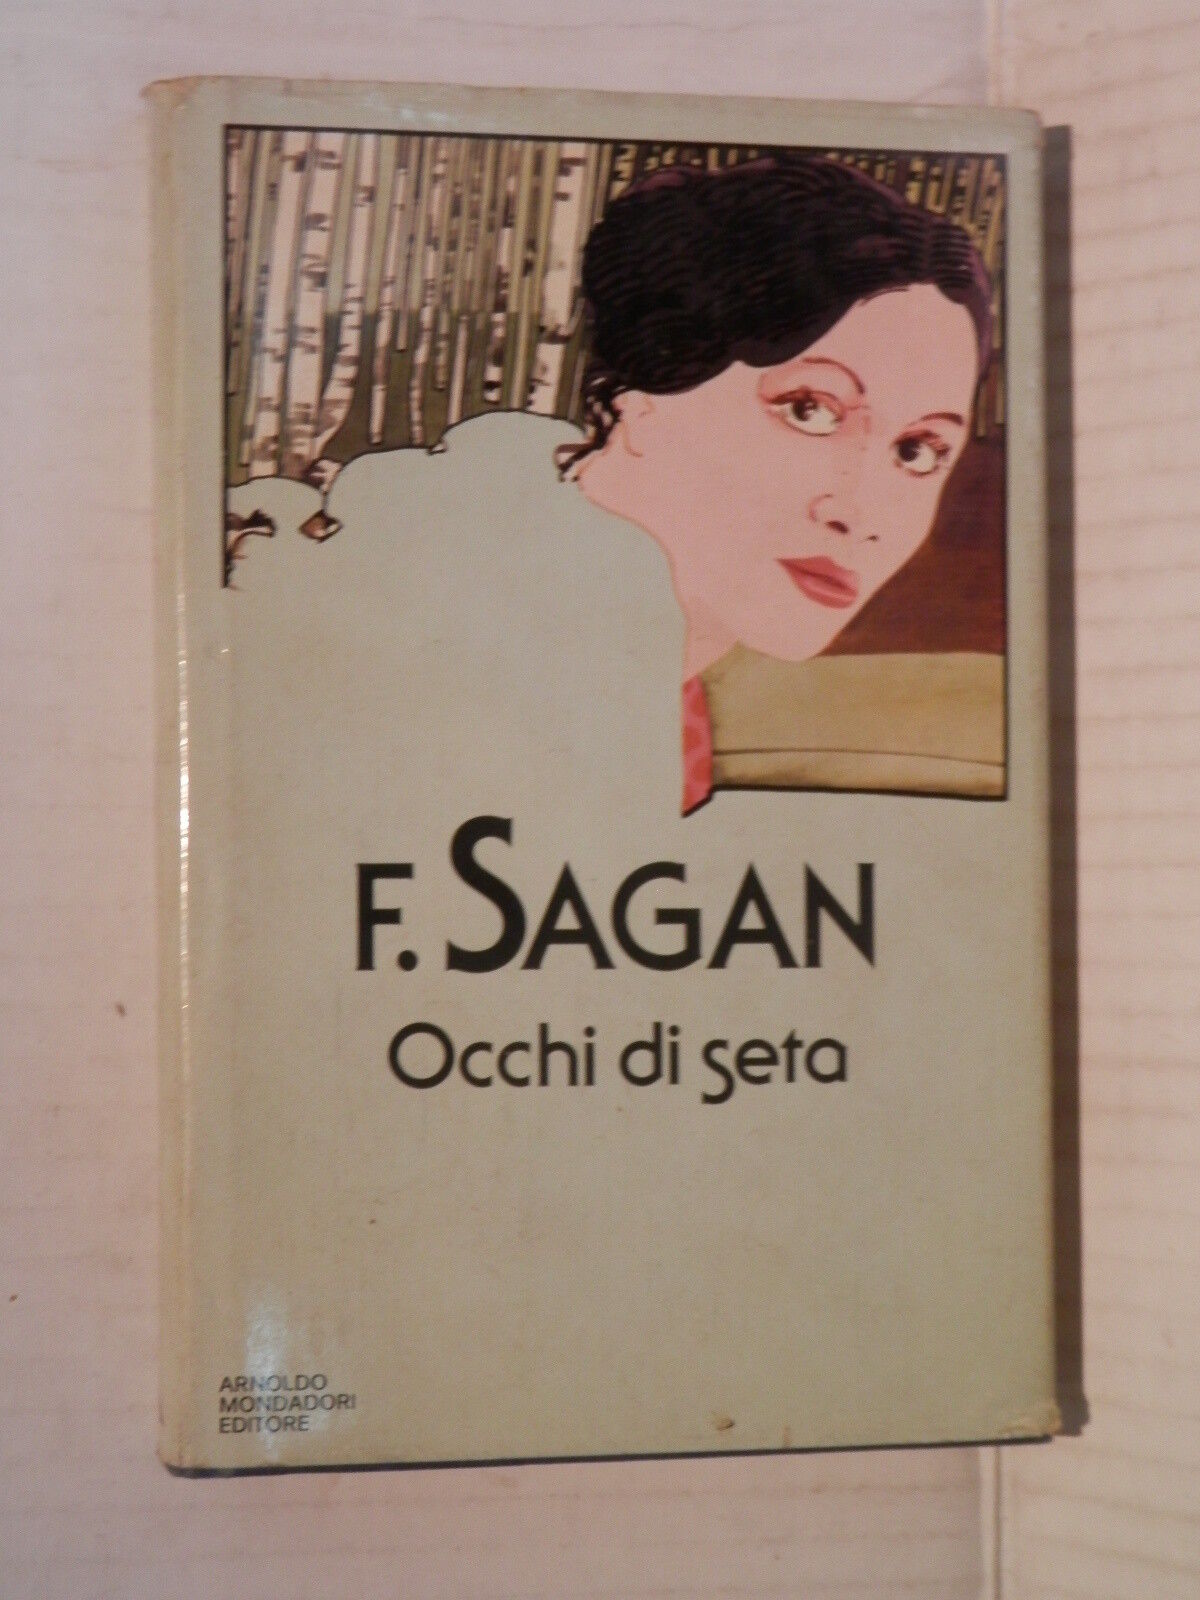 F. SAGAN
Occhi di seta
ARNOLDO
MONDADORI
EDITORE